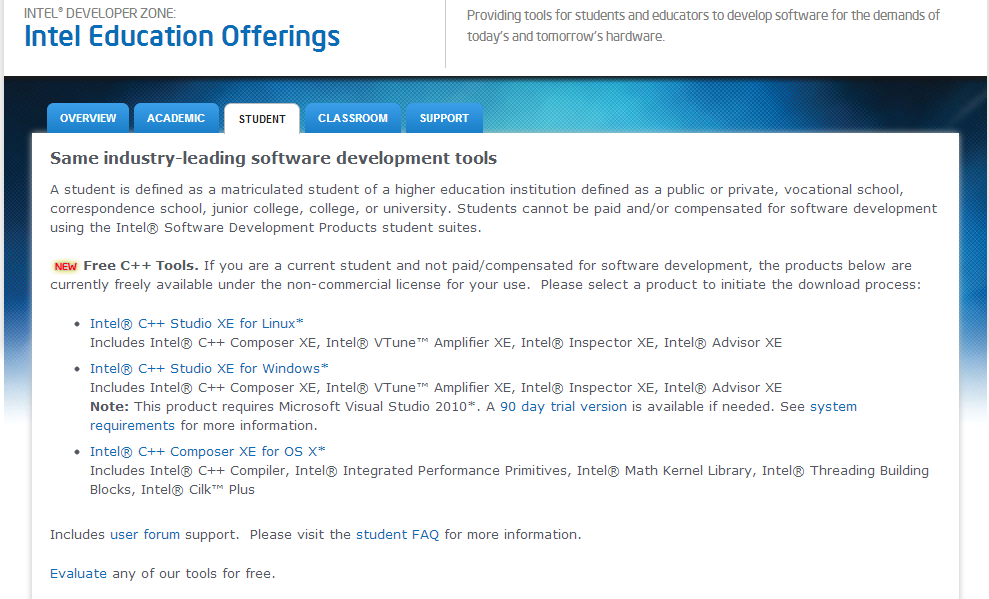 INTEL® DEVELOPER ZONE:
Intel Education Offerings
Providing tools for students and educators to develop software for the demands of
today's and tomorrow's hardware.
OVERVIEW
ACADEMIC
STUDENT
CLASSROOM
SUPPORT
Same industry-leading software development tools
A student is defined as a matriculated student of a higher education institution defined as a public or private, vocational school,
correspondence school, junior college, college, or university. Students cannot be paid and/or compensated for software development
using the Intel® Software Development Products student suites.
NEW Free C++ Tools. If you are a current student and not paid/compensated for software development, the products below are
currently freely available under the non-commercial license for your use.  Please select a product to initiate the download process:
• Intel® C++ Studio XE for Linux*
Includes Intel® C++ Composer XE, Intel® VTune™ Amplifier XE, Intel® Inspector XE, Intel® Advisor XE
• Intel® C++ Studio XE for Windows*
Includes Intel® C++ Composer XE, Intel® VTune™ Amplifier XE, Intel® Inspector XE, Intel® Advisor XE
Note: This product requires Microsoft Visual Studio 2010*. A 90 day trial version is available if needed. See system
requirements for more information.
• Intel® C++ Composer XE for OS X*
Includes Intel® C++ Compiler, Intel® Integrated Performance Primitives, Intel® Math Kernel Library, Intel® Threading Building
Blocks, Intel® Cilk™ Plus
Includes user forum support.  Please visit the student FAQ for more information.
Evaluate any of our tools for free.